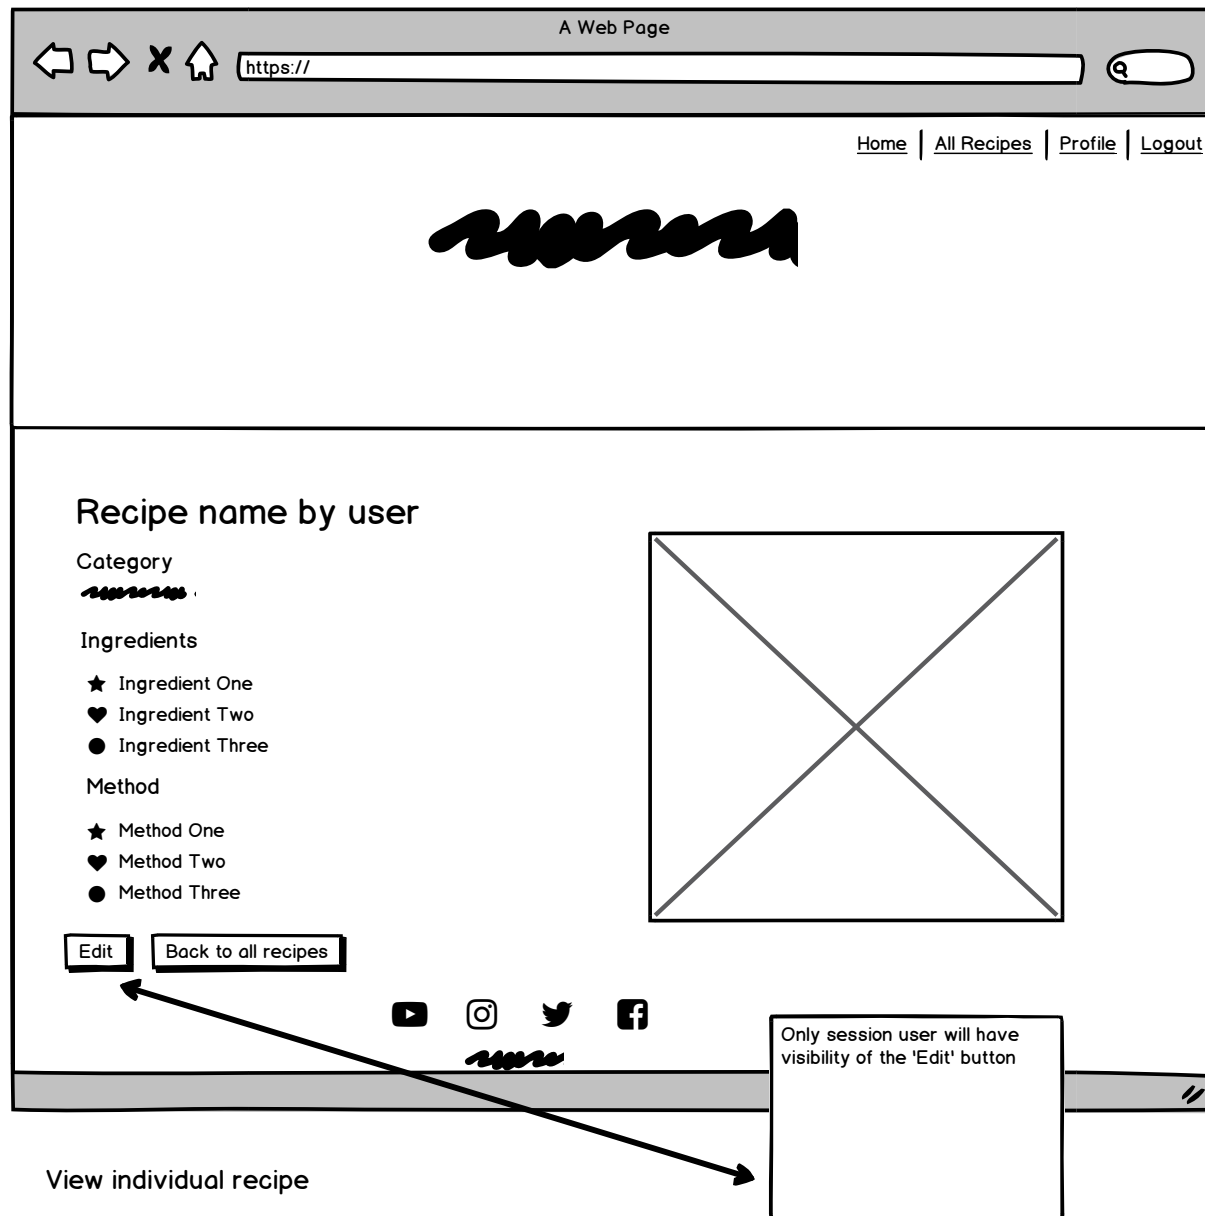 A Web Page
https://
Home All Recipes Profile Logout
Recipe name by user
Category
Ingredients
Ingredient One
Ingredient Two
Ingredient Three
Method
Method One
Method Two
Method Three
Edit Back to all recipes
Only session user will have
visibility of the 'Edit' button
View individual recipe